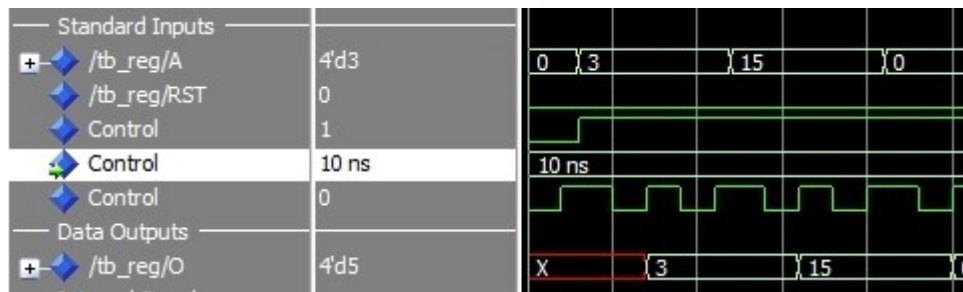 Standard Inputs
/tb_reg/A 4'd3 0 3 15 0
/tb_reg/RST 0
Control 1
Control 10 ns 10 ns
Control 0
Data Outputs
/tb_reg/O 4'd5 X 3 15